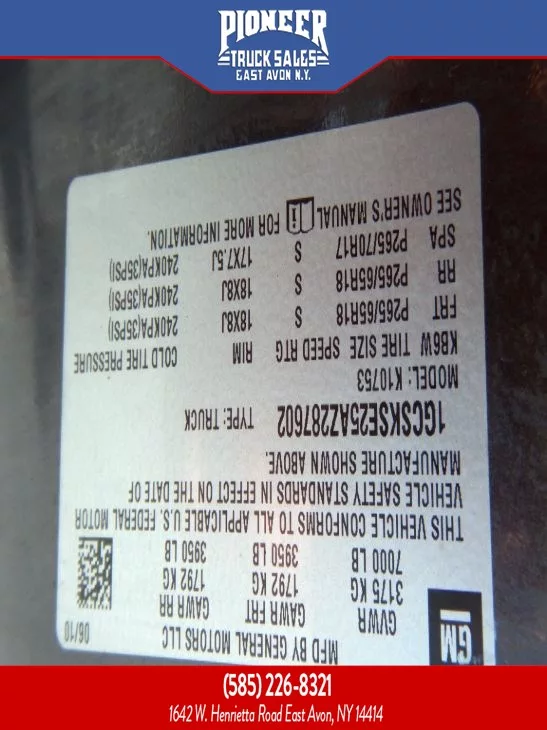 PIONEER
TRUCK SALES
EAST AVON N.Y.
GM
MFD BY GENERAL MOTORS LLC
06/10
GVWR GAWR FRT GAWR RR
3175 KG 1792 KG 1792 KG
7000 LB 3950 LB 3950 LB
THIS VEHICLE CONFORMS TO ALL APPLICABLE U.S. FEDERAL MOTOR
VEHICLE SAFETY STANDARDS IN EFFECT ON THE DATE OF
MANUFACTURE SHOWN ABOVE.
1GCSKSE25AZ287602 TYPE: TRUCK
MODEL: K10753
KB6W TIRE SIZE SPEED RTG RIM COLD TIRE PRESSURE
FRT P265/65R18 S 18X8J 240KPA(35PSI)
RR P265/65R18 S 18X8J 240KPA(35PSI)
SPA P265/70R17 S 17X7.5J 240KPA(35PSI)
SEE OWNER'S MANUAL FOR MORE INFORMATION.
(585) 226-8321
1642 W. Henrietta Road East Avon, NY 14414